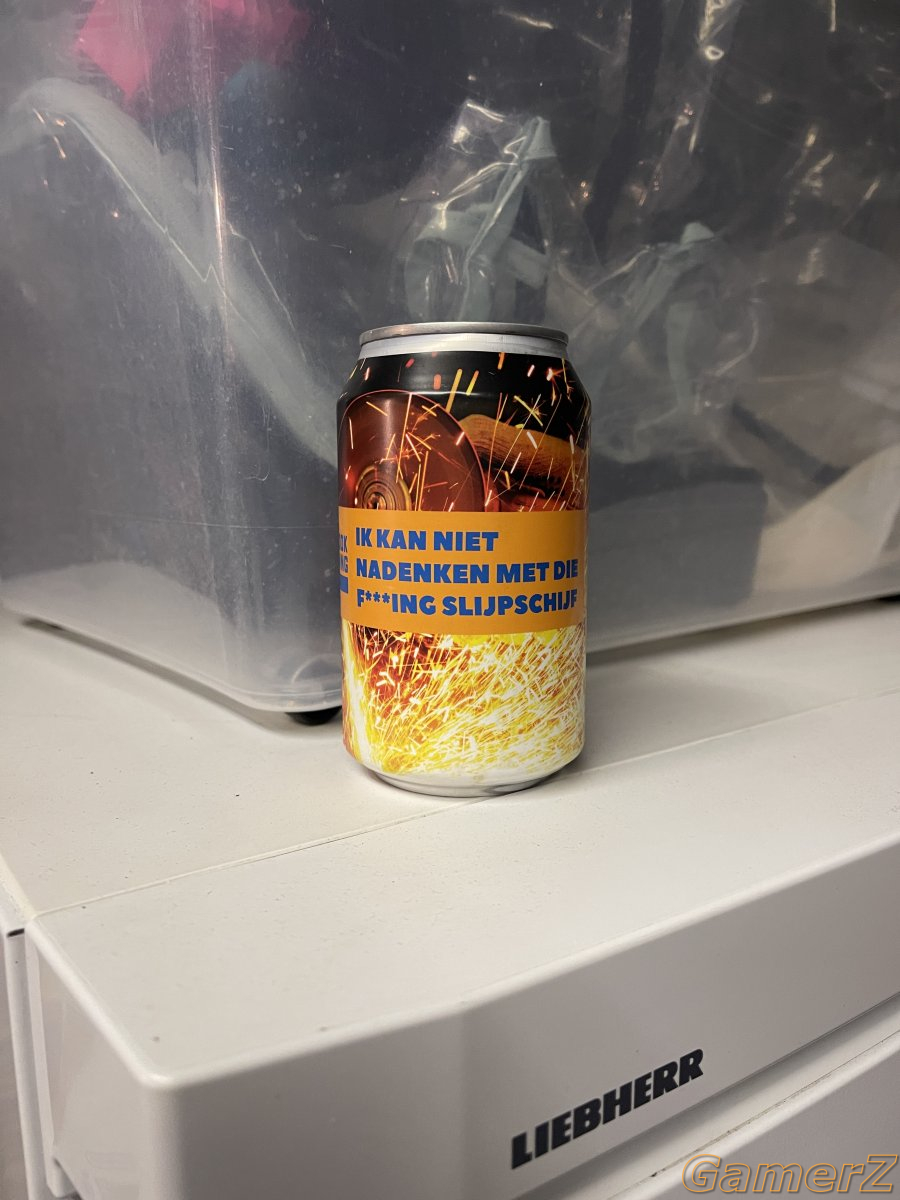 IK KAN NIET
NADENKEN MET DIE
F***ING SLIJPSCHIJF
LIEBHERR
GamerZ